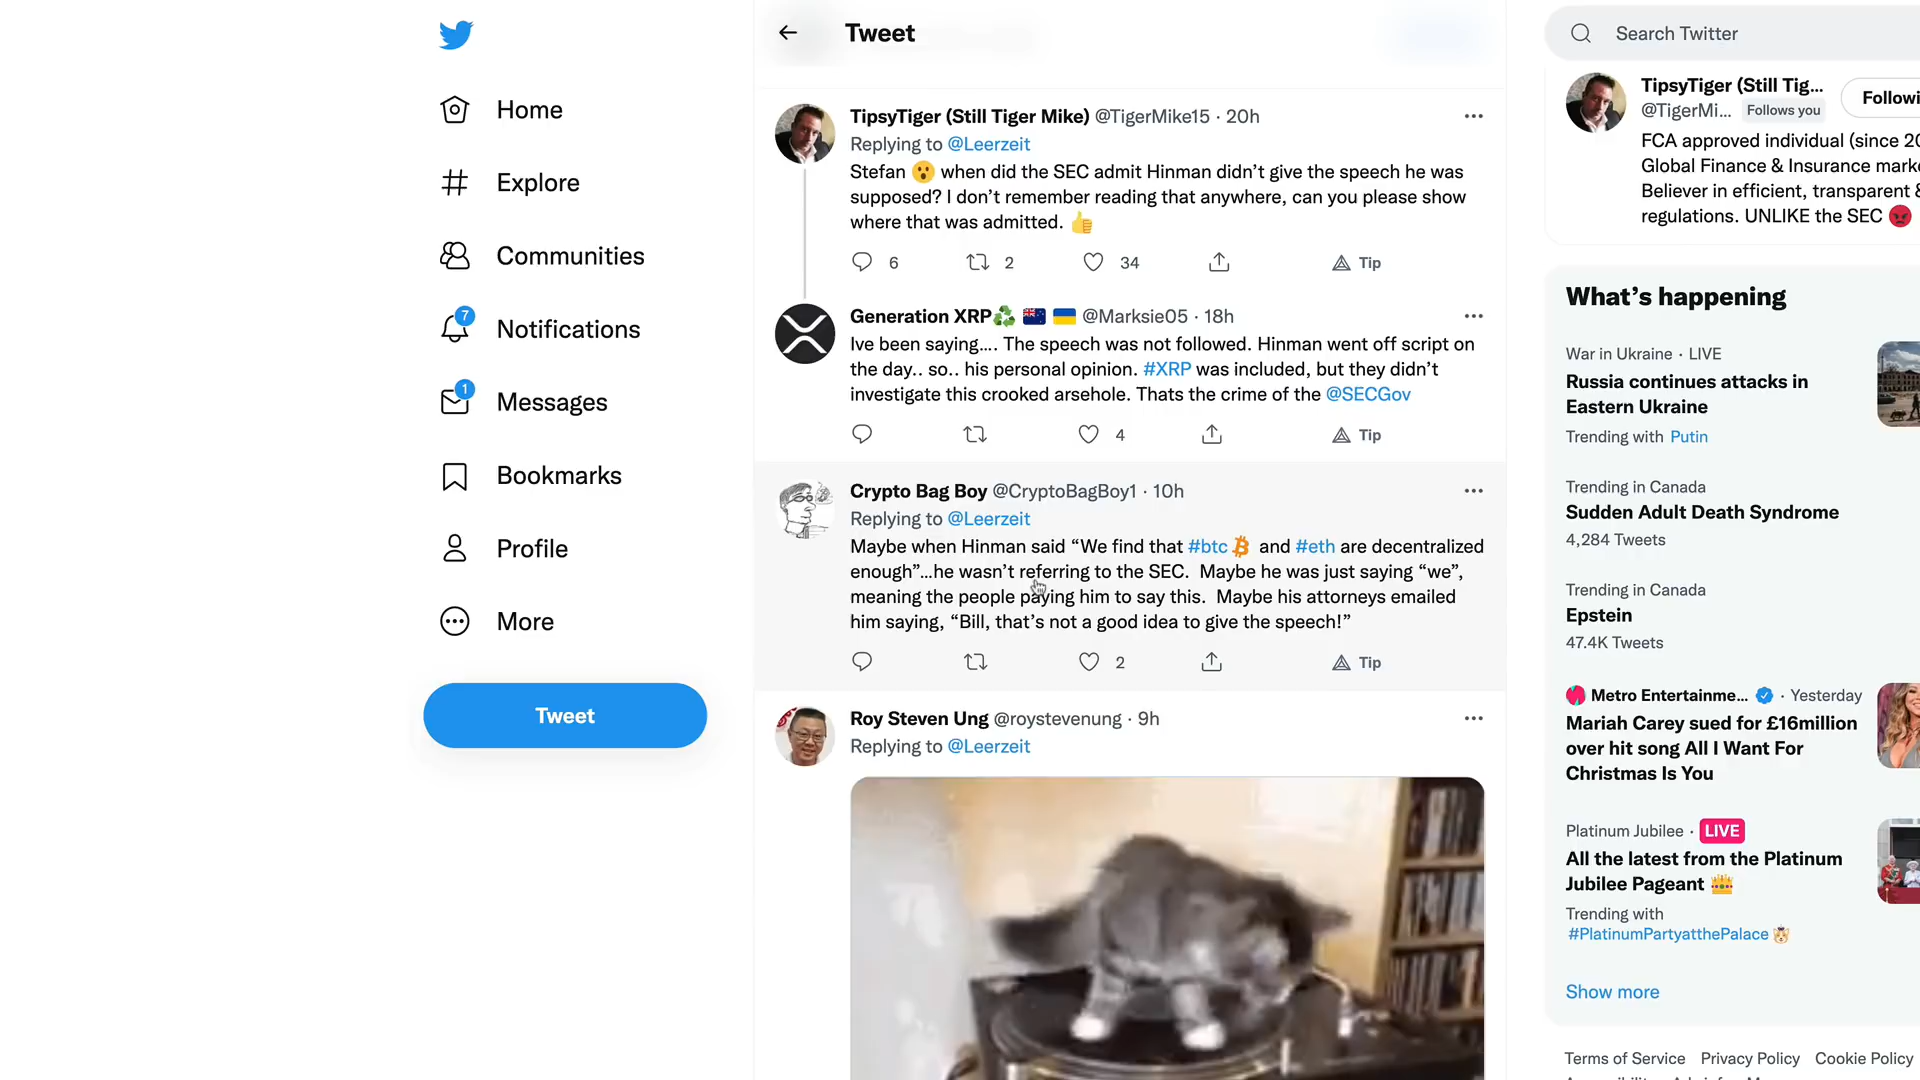 Home
Explore
Communities
7
Notifications
1
Messages
Bookmarks
Profile
More
Tweet
Tweet
TipsyTiger (Still Tiger Mike) @TigerMike15 · 20h
Replying to @Leerzeit
Stefan 😮 when did the SEC admit Hinman didn’t give the speech he was
supposed? I don’t remember reading that anywhere, can you please show
where that was admitted. 👍
6 2 34 Tip
Generation XRP♻️ 🇳🇿 🇺🇦 @Marksie05 · 18h
Ive been saying…. The speech was not followed. Hinman went off script on
the day.. so.. his personal opinion. #XRP was included, but they didn’t
investigate this crooked arsehole. Thats the crime of the @SECGov
4 Tip
Crypto Bag Boy @CryptoBagBoy1 · 10h
Replying to @Leerzeit
Maybe when Hinman said “We find that #btc and #eth are decentralized
enough”…he wasn’t referring to the SEC.  Maybe he was just saying “we”,
meaning the people paying him to say this.  Maybe his attorneys emailed
him saying, “Bill, that’s not a good idea to give the speech!”
2 Tip
Roy Steven Ung @roystevenung · 9h
Replying to @Leerzeit
Search Twitter
TipsyTiger (Still Tig...
@TigerMi... Follows you
Followi
FCA approved individual (since 20
Global Finance & Insurance marke
Believer in efficient, transparent &
regulations. UNLIKE the SEC 😡
What’s happening
War in Ukraine · LIVE
Russia continues attacks in
Eastern Ukraine
Trending with Putin
Trending in Canada
Sudden Adult Death Syndrome
4,284 Tweets
Trending in Canada
Epstein
47.4K Tweets
Metro Entertainme... · Yesterday
Mariah Carey sued for £16million
over hit song All I Want For
Christmas Is You
Platinum Jubilee · LIVE
All the latest from the Platinum
Jubilee Pageant 👑
Trending with
#PlatinumPartyatthePalace
Show more
Terms of Service Privacy Policy Cookie Policy